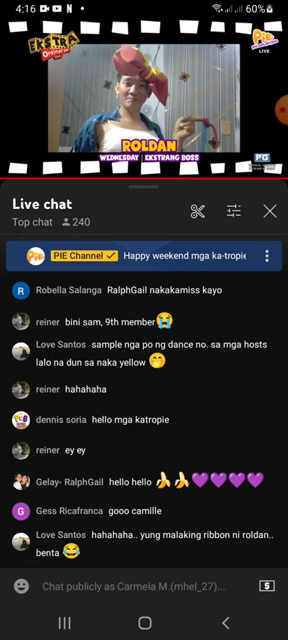 4:16
60%
EKSTRA
Ordinaryo
PiE
LIVE
ROLDAN
WEDNESDAY | EKSTRANG BOSS
PG
Live chat
Top chat 240
PIE Channel Happy weekend mga ka-tropie
R Robella Salanga RalphGail nakakamiss kayo
reiner bini sam, 9th member😭
Love Santos sample nga po ng dance no. sa mga hosts
lalo na dun sa naka yellow 🤭
reiner hahahaha
dennis soria hello mga katropie
reiner ey ey
Gelay- RalphGail hello hello 🍌🍌💜💜💜💜
G Gess Ricafranca gooo camille
Love Santos hahahaha.. yung malaking ribbon ni roldan..
benta 😂
Chat publicly as Carmela M.(mhel_27)...